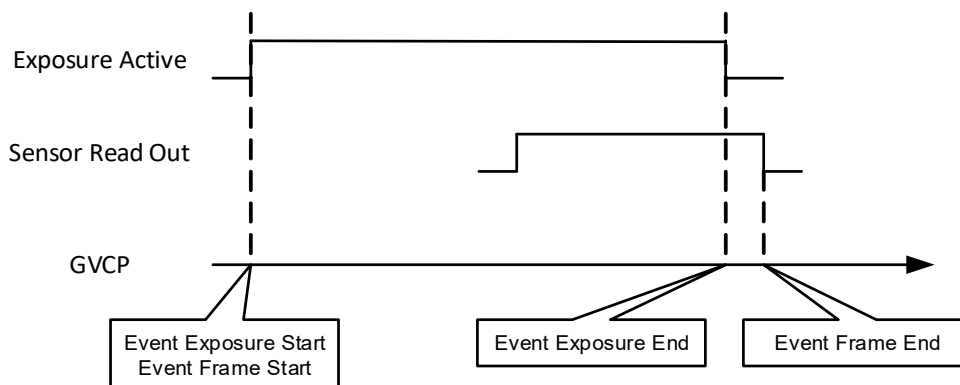 Exposure Active
Sensor Read Out
GVCP
Event Exposure Start
Event Frame Start
Event Exposure End
Event Frame End